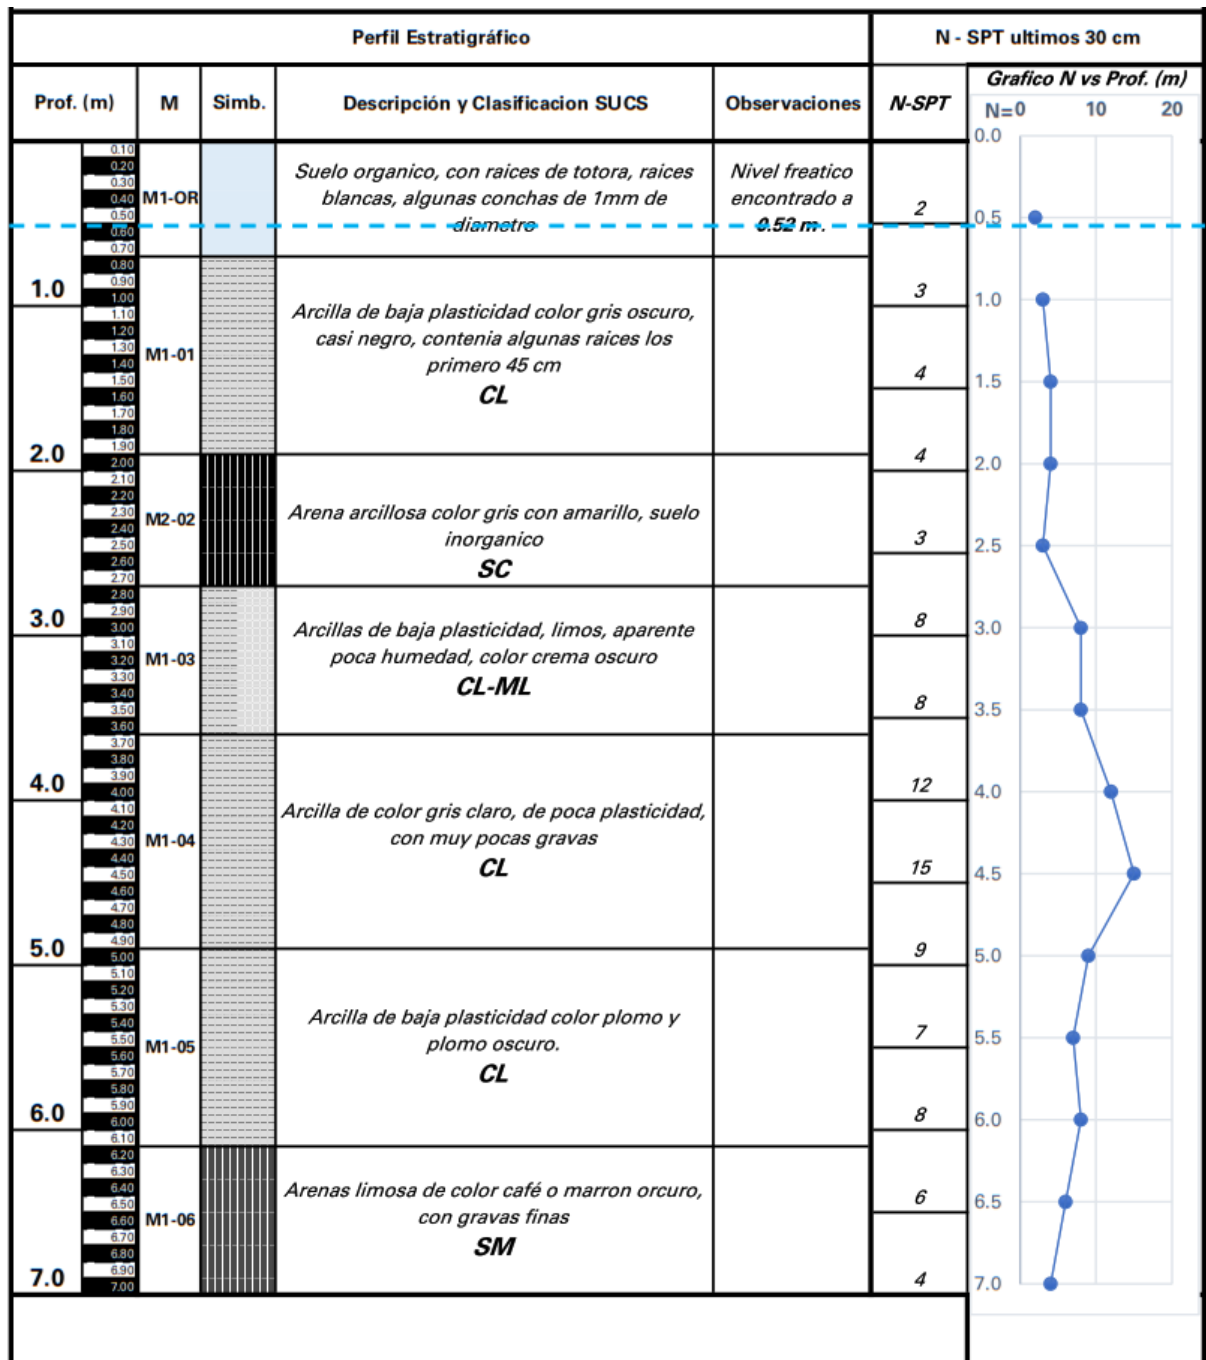 Perfil Estratigráfico
N - SPT ultimos 30 cm
Prof. (m)
M
Simb.
Descripción y Clasificacion SUCS
Observaciones
N-SPT
Grafico N vs Prof. (m)
N=0 10 20
0.10
0.20
0.30
0.40
0.50
0.60
0.70
0.80
0.90
1.00
1.10
1.20
1.30
1.40
1.50
1.60
1.70
1.80
1.90
2.00
2.10
2.20
2.30
2.40
2.50
2.60
2.70
2.80
2.90
3.00
3.10
3.20
3.30
3.40
3.50
3.60
3.70
3.80
3.90
4.00
4.10
4.20
4.30
4.40
4.50
4.60
4.70
4.80
4.90
5.00
5.10
5.20
5.30
5.40
5.50
5.60
5.70
5.80
5.90
6.00
6.10
6.20
6.30
6.40
6.50
6.60
6.70
6.80
6.90
7.00
1.0
2.0
3.0
4.0
5.0
6.0
7.0
M1-OR
Suelo organico, con raices de totora, raices
blancas, algunas conchas de 1mm de
diametro
Nivel freatico
encontrado a
0.52 m.
M1-01
Arcilla de baja plasticidad color gris oscuro,
casi negro, contenia algunas raices los
primero 45 cm
CL
M2-02
Arena arcillosa color gris con amarillo, suelo
inorganico
SC
M1-03
Arcillas de baja plasticidad, limos, aparente
poca humedad, color crema oscuro
CL-ML
M1-04
Arcilla de color gris claro, de poca plasticidad,
con muy pocas gravas
CL
M1-05
Arcilla de baja plasticidad color plomo y
plomo oscuro.
CL
M1-06
Arenas limosa de color café o marron orcuro,
con gravas finas
SM
2
3
4
4
3
8
8
12
15
9
7
8
6
4
0.0
0.5
1.0
1.5
2.0
2.5
3.0
3.5
4.0
4.5
5.0
5.5
6.0
6.5
7.0